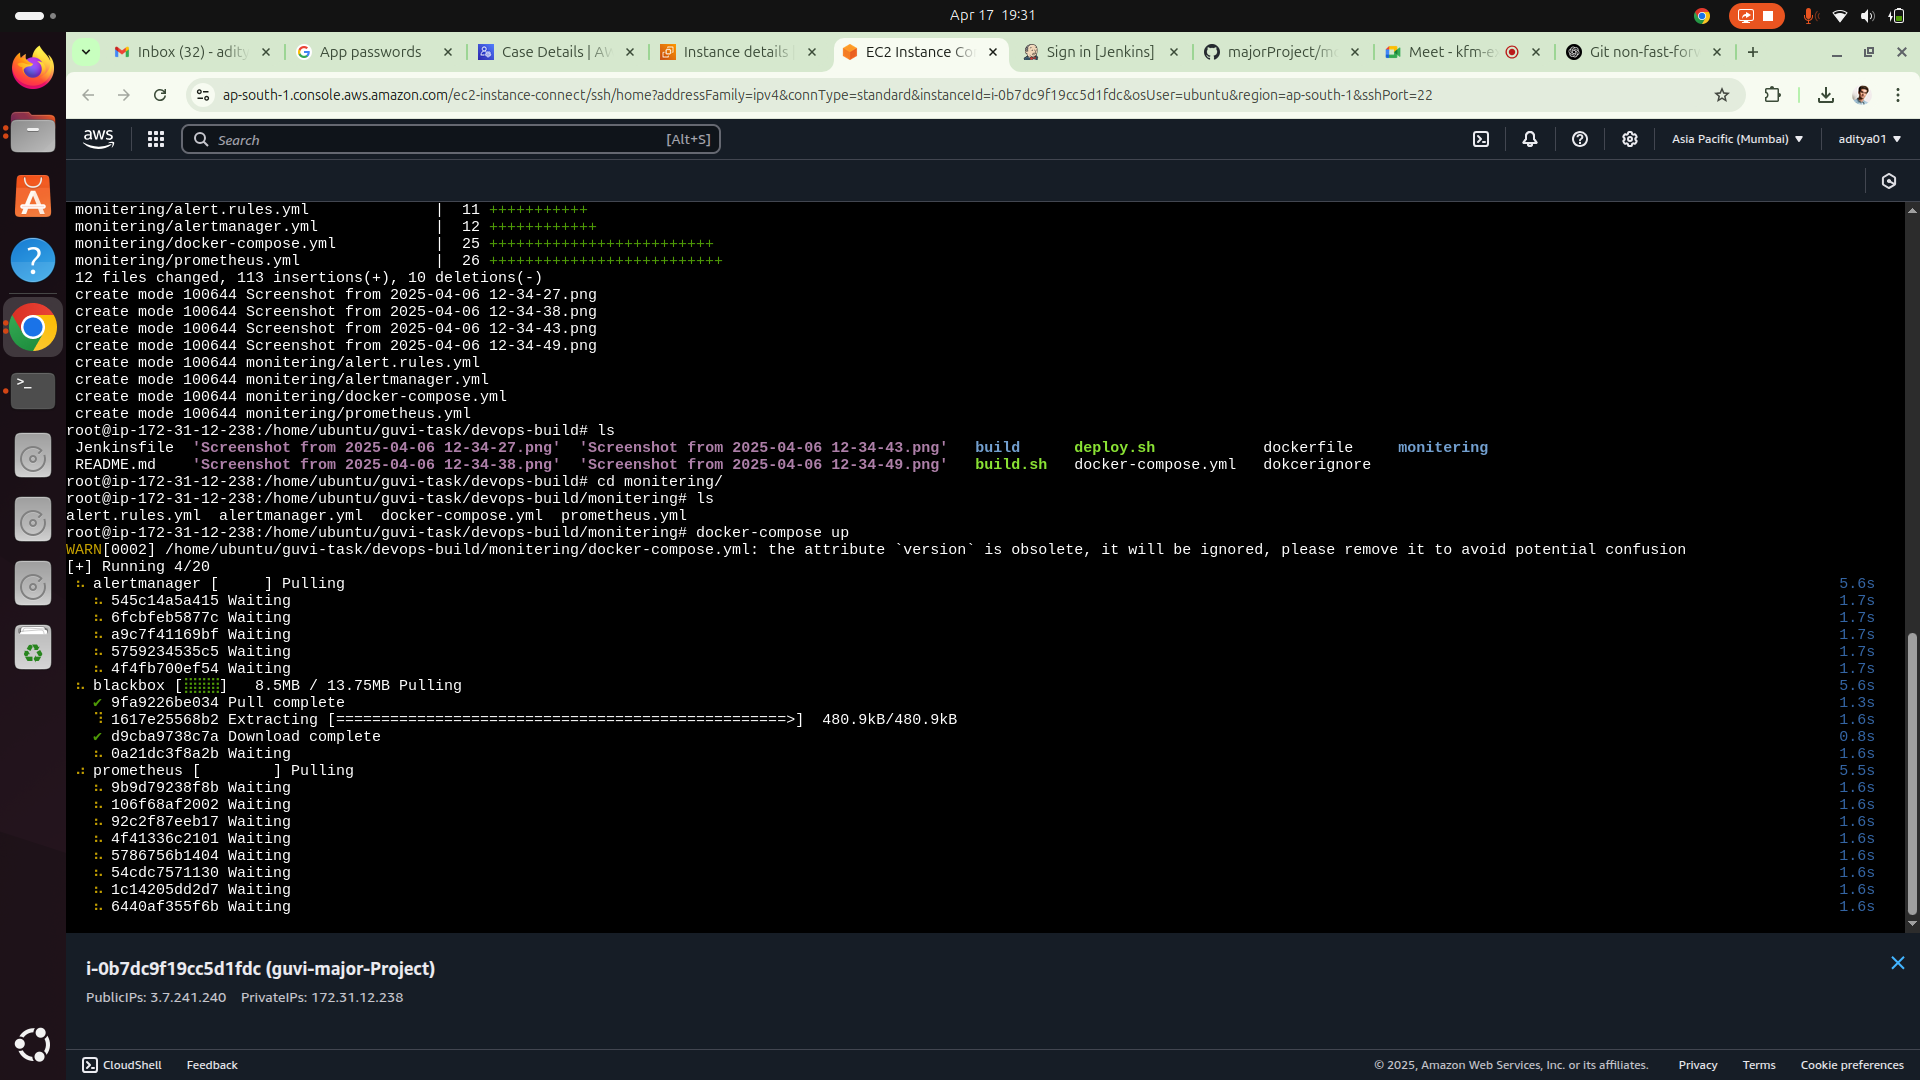 Apr 17 19:31
Inbox (32) - adity
App passwords
Case Details | AW
Instance details
EC2 Instance Co
Sign in [Jenkins]
majorProject/mo
Meet - kfm-e
Git non-fast-forw
ap-south-1.console.aws.amazon.com/ec2-instance-connect/ssh/home?addressFamily=ipv4&connType=standard&instanceId=i-0b7dc9f19cc5d1fdc&osUser=ubuntu&region=ap-south-1&sshPort=22
aws
Search [Alt+S]
Asia Pacific (Mumbai)
aditya01
monitering/alert.rules.yml | 11 +++++++++++
monitering/alertmanager.yml | 12 ++++++++++++
monitering/docker-compose.yml | 25 +++++++++++++++++++++++++
monitering/prometheus.yml | 26 ++++++++++++++++++++++++++
12 files changed, 113 insertions(+), 10 deletions(-)
create mode 100644 Screenshot from 2025-04-06 12-34-27.png
create mode 100644 Screenshot from 2025-04-06 12-34-38.png
create mode 100644 Screenshot from 2025-04-06 12-34-43.png
create mode 100644 Screenshot from 2025-04-06 12-34-49.png
create mode 100644 monitering/alert.rules.yml
create mode 100644 monitering/alertmanager.yml
create mode 100644 monitering/docker-compose.yml
create mode 100644 monitering/prometheus.yml
root@ip-172-31-12-238:/home/ubuntu/guvi-task/devops-build# ls
Jenkinsfile 'Screenshot from 2025-04-06 12-34-27.png' 'Screenshot from 2025-04-06 12-34-43.png' build deploy.sh dockerfile monitering
README.md 'Screenshot from 2025-04-06 12-34-38.png' 'Screenshot from 2025-04-06 12-34-49.png' build.sh docker-compose.yml dokcerignore
root@ip-172-31-12-238:/home/ubuntu/guvi-task/devops-build# cd monitering/
root@ip-172-31-12-238:/home/ubuntu/guvi-task/devops-build/monitering# ls
alert.rules.yml alertmanager.yml docker-compose.yml prometheus.yml
root@ip-172-31-12-238:/home/ubuntu/guvi-task/devops-build/monitering# docker-compose up
WARN[0002] /home/ubuntu/guvi-task/devops-build/monitering/docker-compose.yml: the attribute `version` is obsolete, it will be ignored, please remove it to avoid potential confusion
[+] Running 4/20
alertmanager [ ] Pulling 5.6s
545c14a5a415 Waiting 1.7s
6fcbfeb5877c Waiting 1.7s
a9c7f41169bf Waiting 1.7s
5759234535c5 Waiting 1.7s
4f4fb700ef54 Waiting 1.7s
blackbox [⣿⣿⣿⣿] 8.5MB / 13.75MB Pulling 5.6s
✔ 9fa9226be034 Pull complete 1.3s
1617e25568b2 Extracting [==================================================>] 480.9kB/480.9kB 1.6s
✔ d9cba9738c7a Download complete 0.8s
0a21dc3f8a2b Waiting 1.6s
prometheus [ ] Pulling 5.5s
9b9d79238f8b Waiting 1.6s
106f68af2002 Waiting 1.6s
92c2f87eeb17 Waiting 1.6s
4f41336c2101 Waiting 1.6s
5786756b1404 Waiting 1.6s
54cdc7571130 Waiting 1.6s
1c14205dd2d7 Waiting 1.6s
6440af355f6b Waiting 1.6s
i-0b7dc9f19cc5d1fdc (guvi-major-Project)
PublicIPs: 3.7.241.240 PrivateIPs: 172.31.12.238
CloudShell Feedback © 2025, Amazon Web Services, Inc. or its affiliates. Privacy Terms Cookie preferences